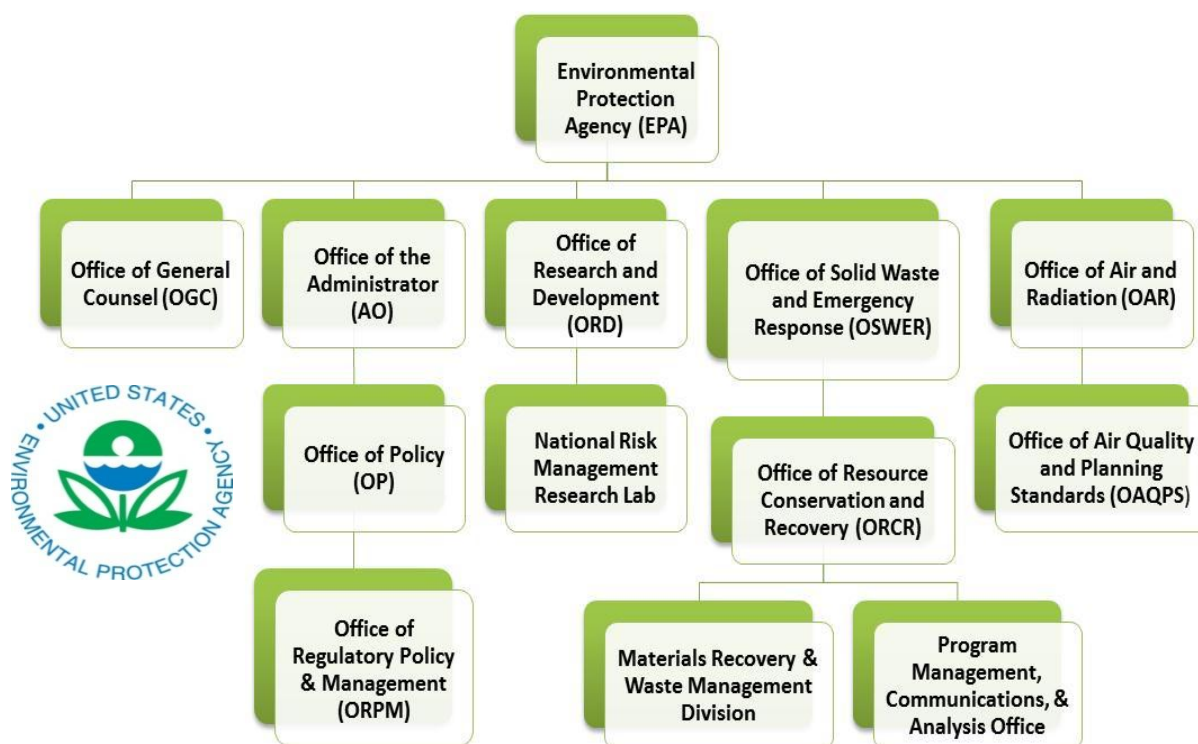 Environmental
Protection
Agency (EPA)
Office of General
Counsel (OGC)
Office of the
Administrator
(AO)
Office of
Research and
Development
(ORD)
Office of Solid Waste
and Emergency
Response (OSWER)
Office of Air and
Radiation (OAR)
UNITED STATES
ENVIRONMENTAL PROTECTION AGENCY
Office of Policy
(OP)
National Risk
Management
Research Lab
Office of Resource
Conservation and
Recovery (ORCR)
Office of Air Quality
and Planning
Standards (OAQPS)
Office of
Regulatory Policy
& Management
(ORPM)
Materials Recovery &
Waste Management
Division
Program
Management,
Communications, &
Analysis Office